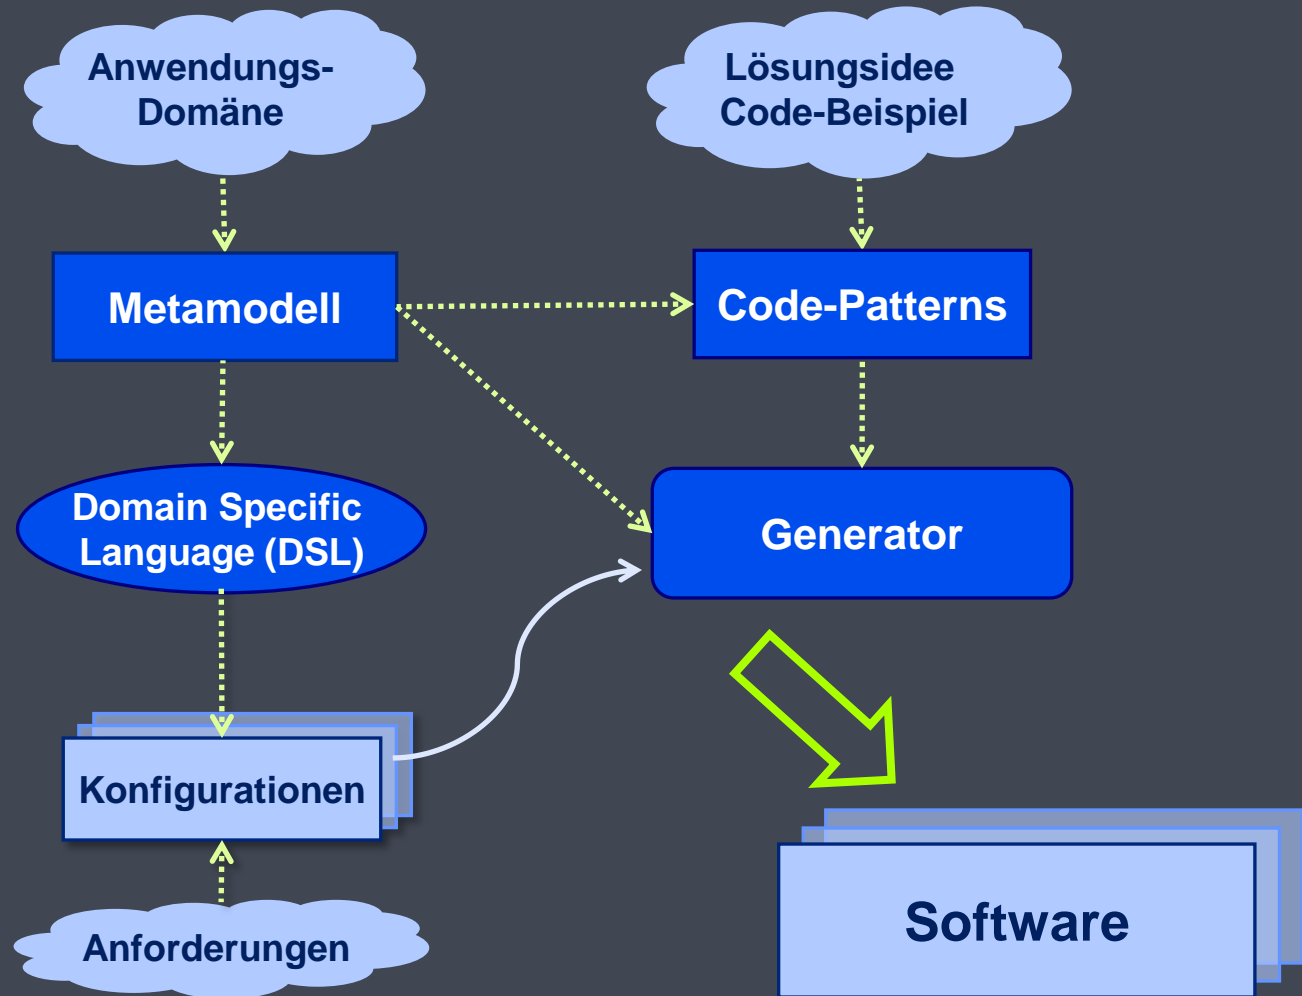 Anwendungs-
Domäne
Lösungsidee
Code-Beispiel
Metamodell
Code-Patterns
Domain Specific
Language (DSL)
Generator
Konfigurationen
Anforderungen
Software